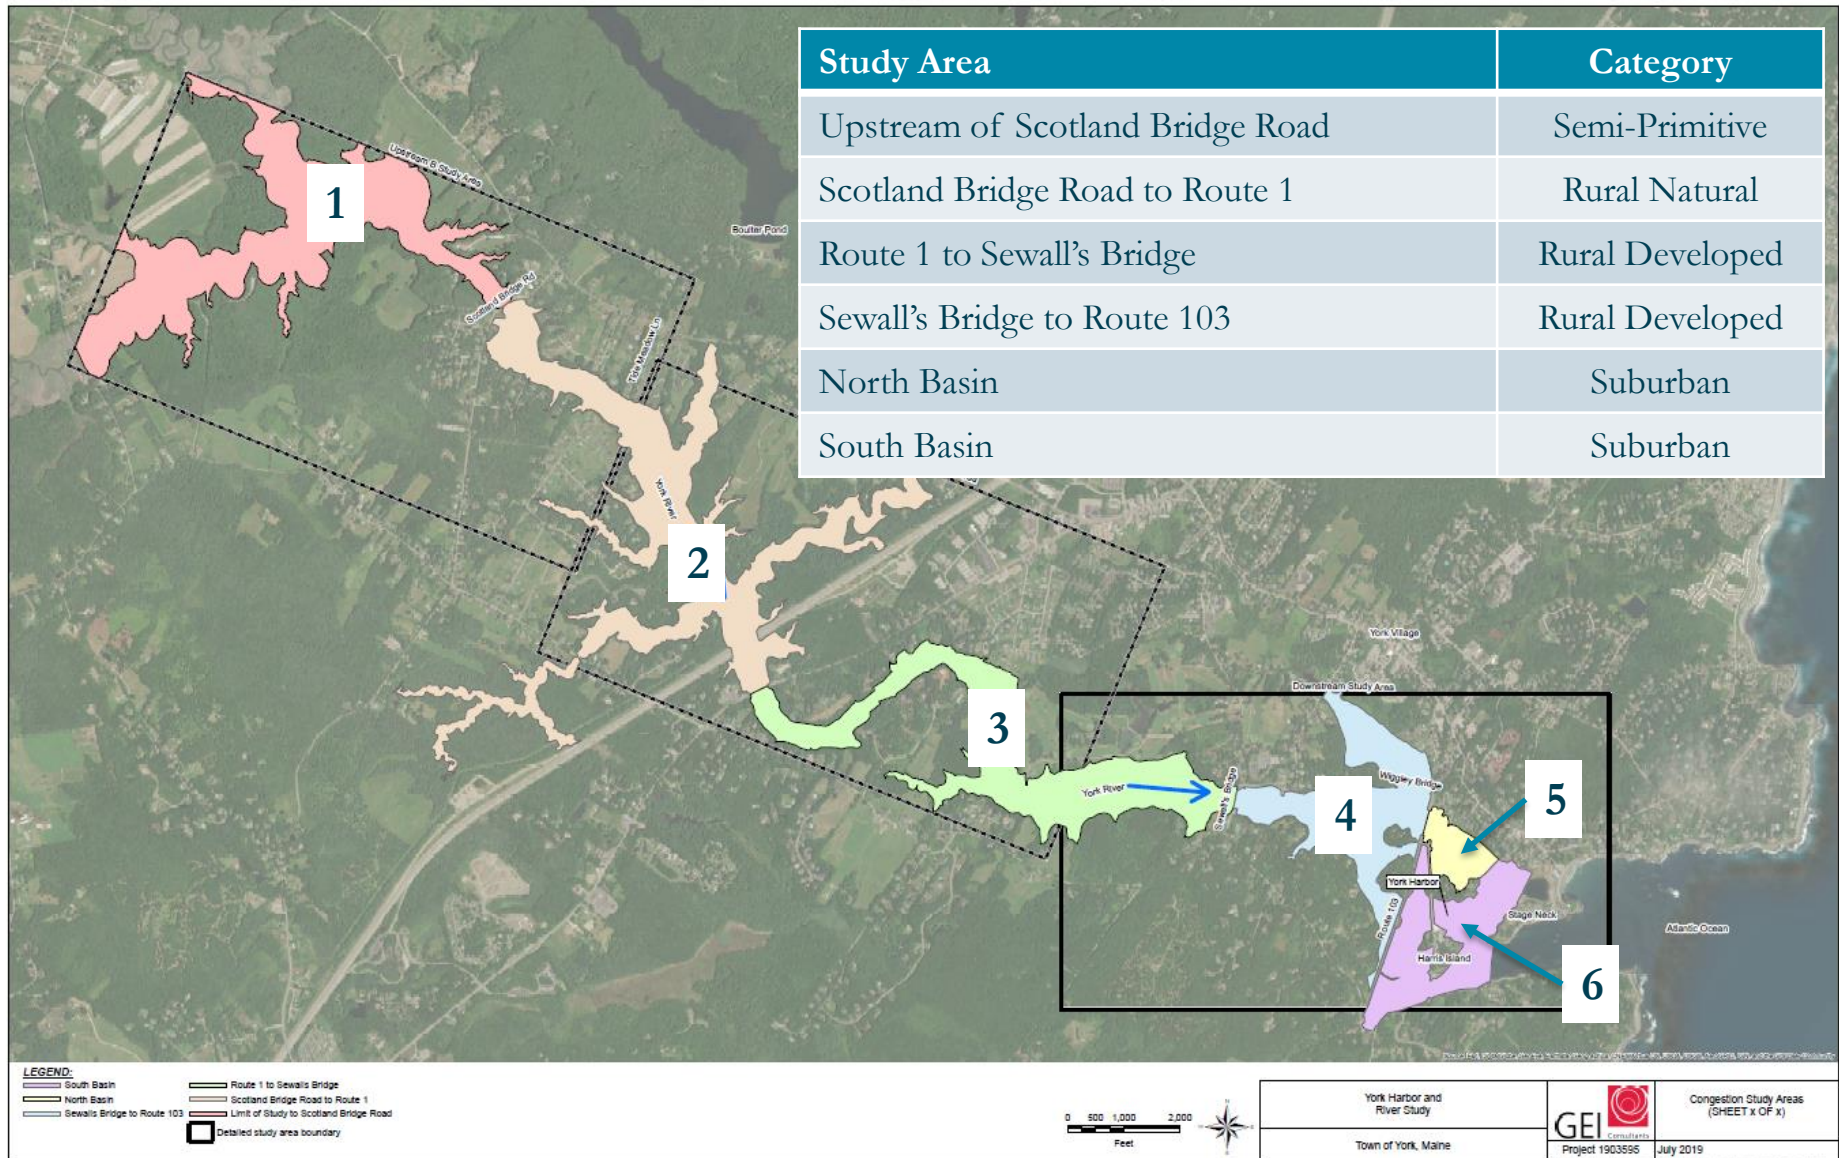 Study Area Category
Upstream of Scotland Bridge Road Semi-Primitive
Scotland Bridge Road to Route 1 Rural Natural
Route 1 to Sewall's Bridge Rural Developed
Sewall's Bridge to Route 103 Rural Developed
North Basin Suburban
South Basin Suburban
Upstream B Study Area
1
Boulter Pond
Scotland Bridge Rd
Tide Meadow Ln
York River
2
York Village
Downstream Study Area
3
Wiggley Bridge
York River
Sewall's Bridge
4
5
York Harbor
Route 103
Stage Neck
Atlantic Ocean
Harris Island
6
LEGEND:
South Basin
North Basin
Sewalls Bridge to Route 103
Route 1 to Sewalls Bridge
Scotland Bridge Road to Route 1
Limit of Study to Scotland Bridge Road
Detailed study area boundary
0 500 1,000 2,000
Feet
York Harbor and
River Study
Town of York, Maine
GEI
Consultants
Project 1903595
Congestion Study Areas
(SHEET x OF x)
July 2019